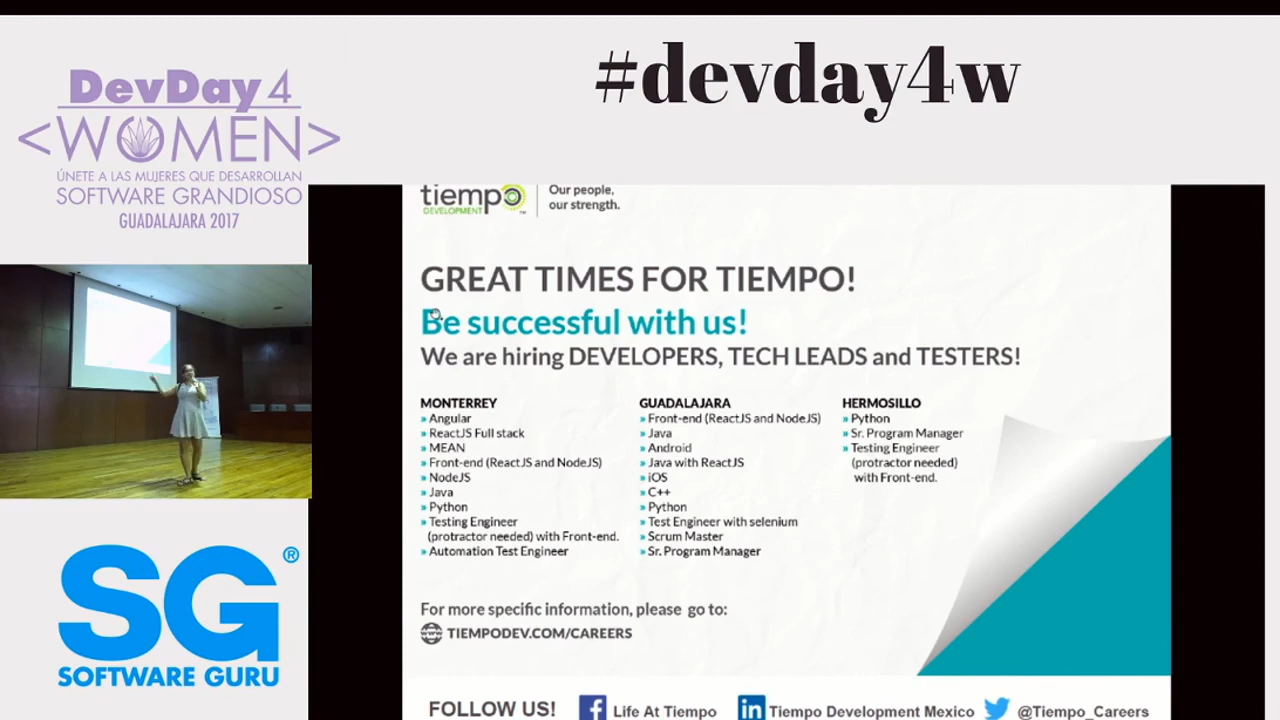 DevDay 4
<WOMEN>
ÚNETE A LAS MUJERES QUE DESARROLLAN
SOFTWARE GRANDIOSO
GUADALAJARA 2017
#devday4w
tiempo
DEVELOPMENT
Our people,
our strength.
GREAT TIMES FOR TIEMPO!
Be successful with us!
We are hiring DEVELOPERS, TECH LEADS and TESTERS!
MONTERREY
» Angular
» ReactJS Full stack
» MEAN
» Front-end (ReactJS and NodeJS)
» NodeJS
» Java
» Python
» Testing Engineer
(protractor needed) with Front-end.
» Automation Test Engineer
GUADALAJARA
» Front-end (ReactJS and NodeJS)
» Java
» Android
» Java with ReactJS
» iOS
» C++
» Python
» Test Engineer with selenium
» Scrum Master
» Sr. Program Manager
HERMOSILLO
» Python
» Sr. Program Manager
» Testing Engineer
(protractor needed)
with Front-end.
For more specific information, please go to:
www TIEMPODEV.COM/CAREERS
FOLLOW US!
Life At Tiempo
Tiempo Development Mexico
@Tiempo_Careers
SG®
SOFTWARE GURU